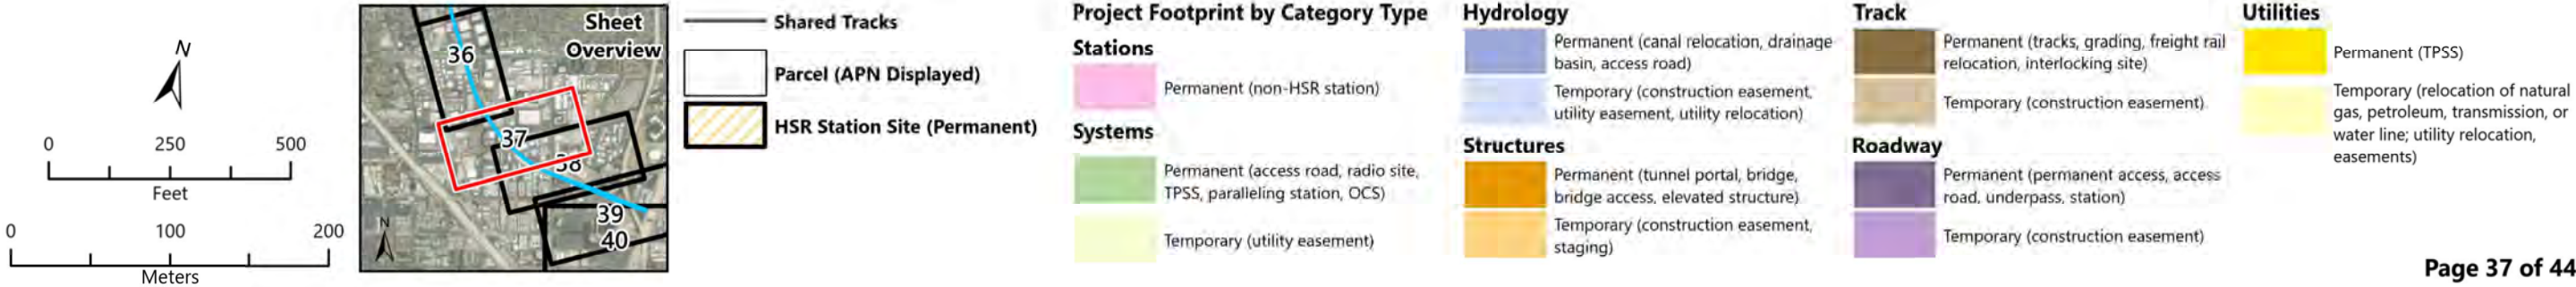 N
0 250 500
Feet
0 100 200
Meters
Sheet
Overview
36
37
38
39
40
N
Shared Tracks
Parcel (APN Displayed)
HSR Station Site (Permanent)
Project Footprint by Category Type
Stations
Permanent (non-HSR station)
Systems
Permanent (access road, radio site,
TPSS, paralleling station, OCS)
Temporary (utility easement)
Hydrology
Permanent (canal relocation, drainage
basin, access road)
Temporary (construction easement,
utility easement, utility relocation)
Structures
Permanent (tunnel portal, bridge,
bridge access, elevated structure)
Temporary (construction easement,
staging)
Track
Permanent (tracks, grading, freight rail
relocation, interlocking site)
Temporary (construction easement)
Roadway
Permanent (permanent access, access
road, underpass, station)
Temporary (construction easement)
Utilities
Permanent (TPSS)
Temporary (relocation of natural
gas, petroleum, transmission, or
water line; utility relocation,
easements)
Page 37 of 44